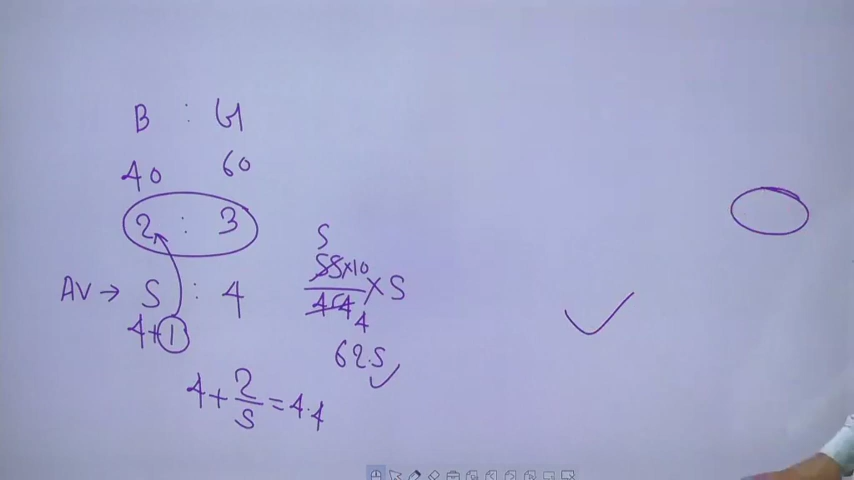 B : G
40 60
2 : 3
AV → 5 : 4
4+1
4 + 2/5 = 4.4
5
55×10
44 × 5
4
62.5